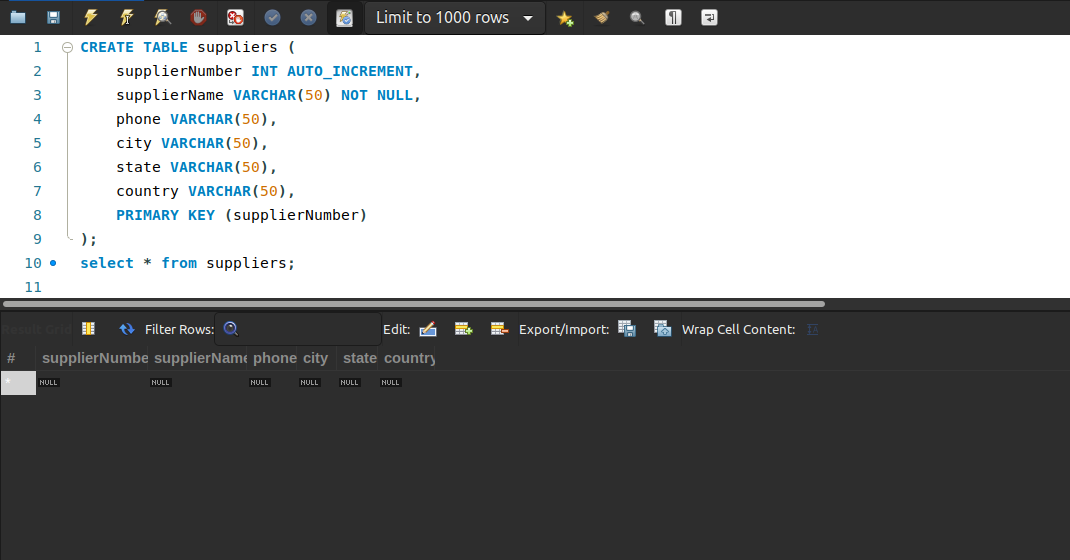 Limit to 1000 rows
1 CREATE TABLE suppliers (
2 supplierNumber INT AUTO_INCREMENT,
3 supplierName VARCHAR(50) NOT NULL,
4 phone VARCHAR(50),
5 city VARCHAR(50),
6 state VARCHAR(50),
7 country VARCHAR(50),
8 PRIMARY KEY (supplierNumber)
9 );
10 select * from suppliers;
11
Result Grid Filter Rows: Edit: Export/Import: Wrap Cell Content:
# supplierNumbe supplierName phone city state country
* NULL NULL NULL NULL NULL NULL